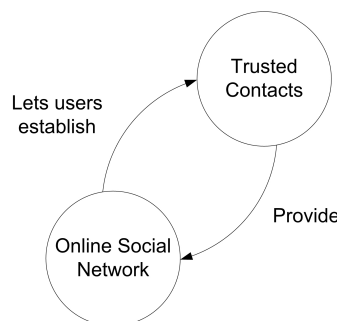 Trusted
Contacts
Lets users
establish
Provide
Online Social
Network